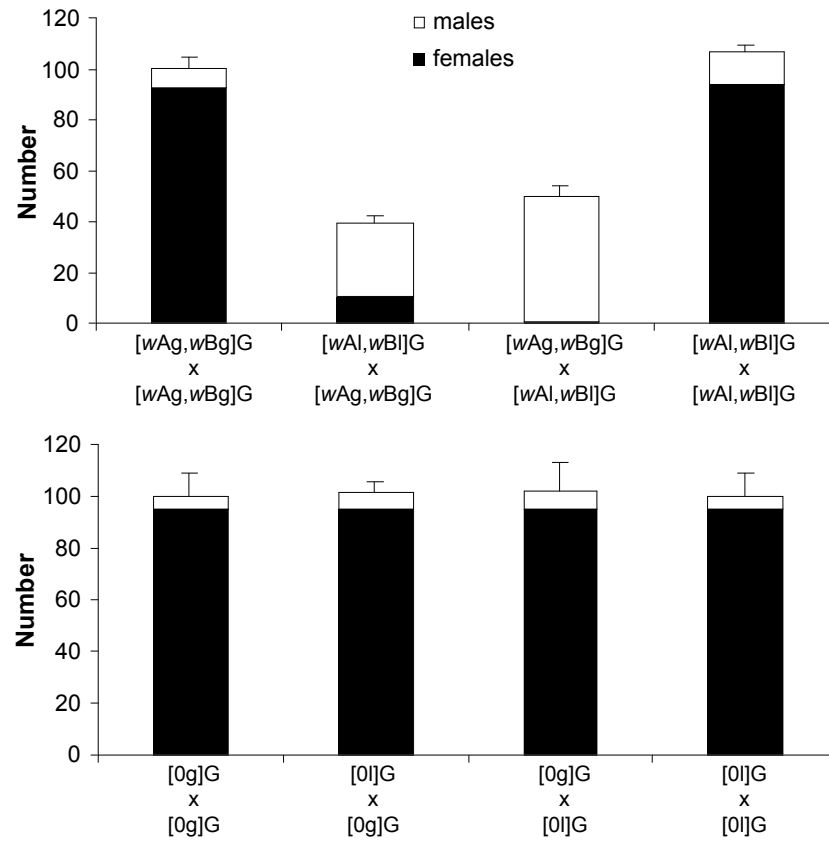 120
100
80
60
40
20
0
Number
□ males
■ females
[wAg,wBg]G [wAl,wBl]G [wAg,wBg]G [wAl,wBl]G
x x x x
[wAg,wBg]G [wAg,wBg]G [wAl,wBl]G [wAl,wBl]G
120
100
80
60
40
20
0
Number
[0g]G [0l]G [0g]G [0l]G
x x x x
[0g]G [0g]G [0l]G [0l]G